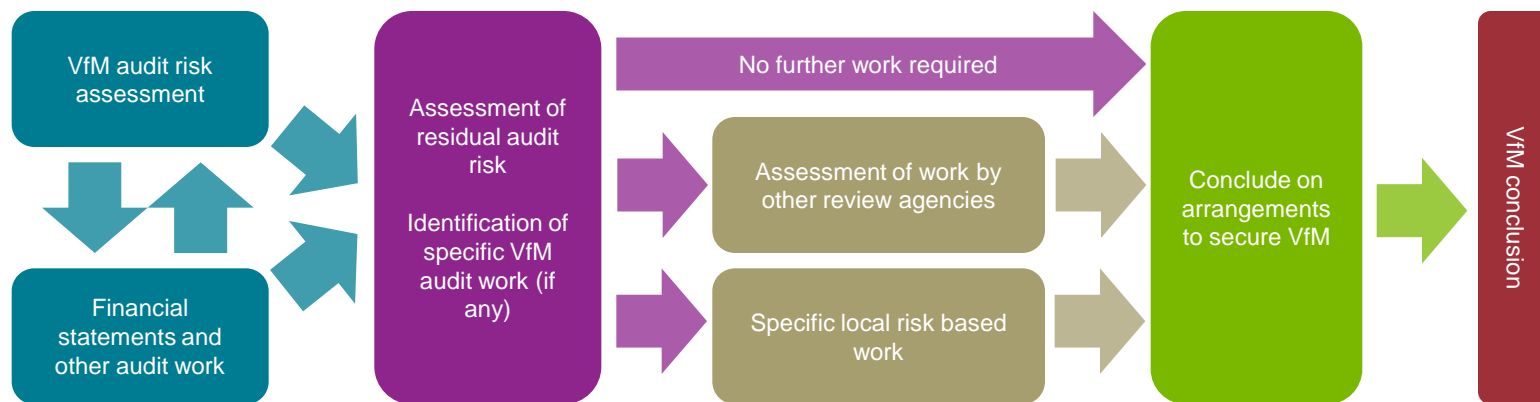 VfM audit risk
assessment
Financial
statements and
other audit work
Assessment of
residual audit
risk
Identification of
specific VfM
audit work (if
any)
No further work required
Assessment of work by
other review agencies
Specific local risk based
work
Conclude on
arrangements
to secure VfM
VfM conclusion